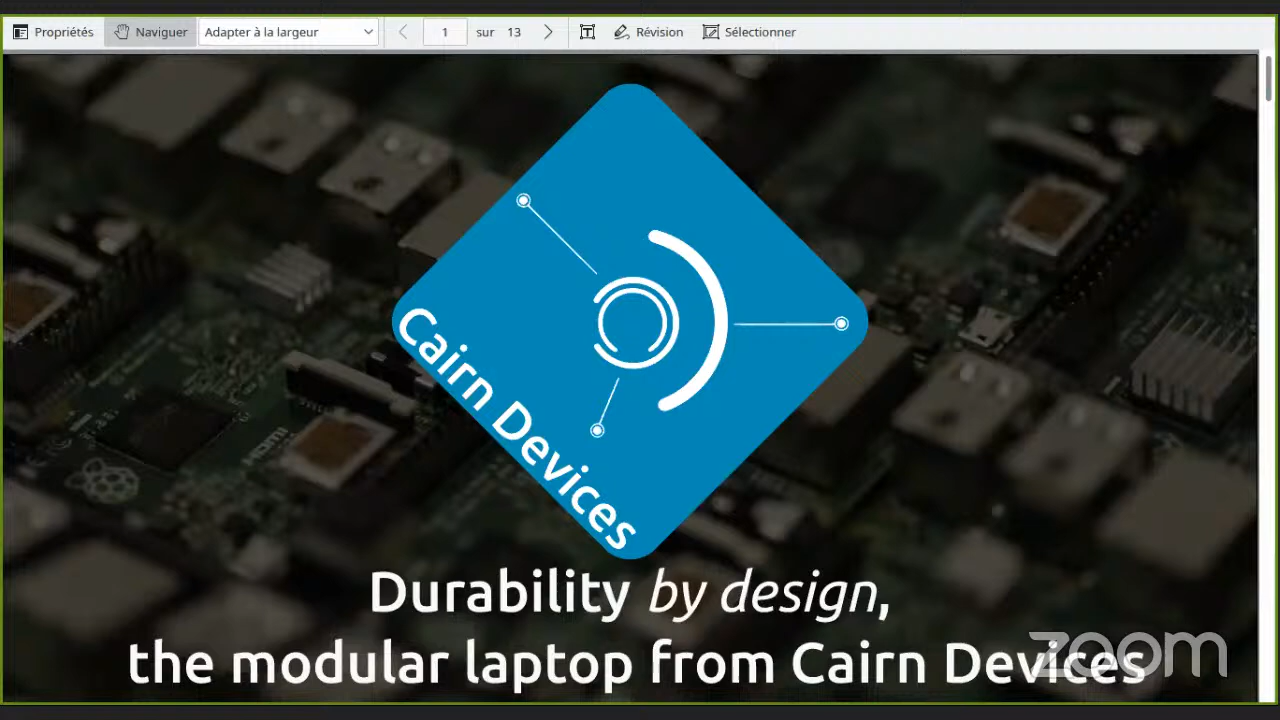 Propriétés Naviguer Adapter à la largeur 1 sur 13 Révision Sélectionner
Cairn Devices
HDMI
Durability by design,
the modular laptop from Cairn Devices
zoom